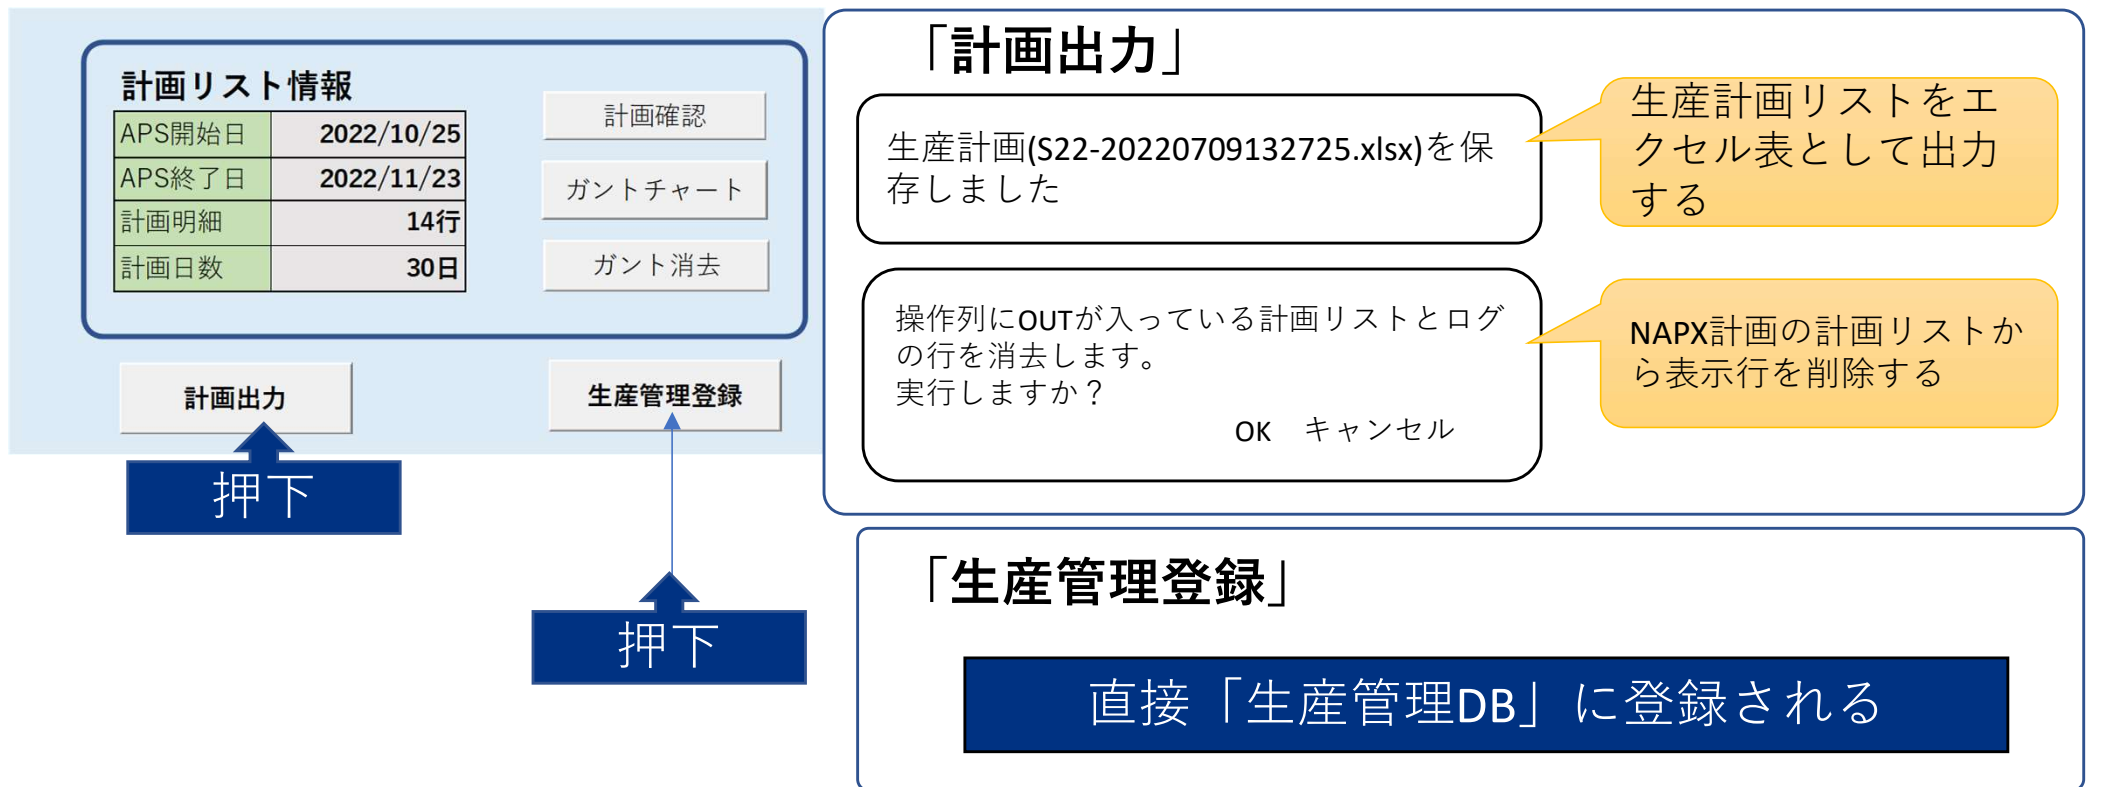 計画リスト情報
APS開始日 2022/10/25
APS終了日 2022/11/23
計画明細 14行
計画日数 30日
計画確認
ガントチャート
ガント消去
計画出力
生産管理登録
押下
押下
「計画出力」
生産計画(S22-20220709132725.xlsx)を保
存しました
生産計画リストをエ
クセル表として出力
する
操作列にOUTが入っている計画リストとログ
の行を消去します。
実行しますか？
OK キャンセル
NAPX計画の計画リストか
ら表示行を削除する
「生産管理登録」
直接「生産管理DB」に登録される